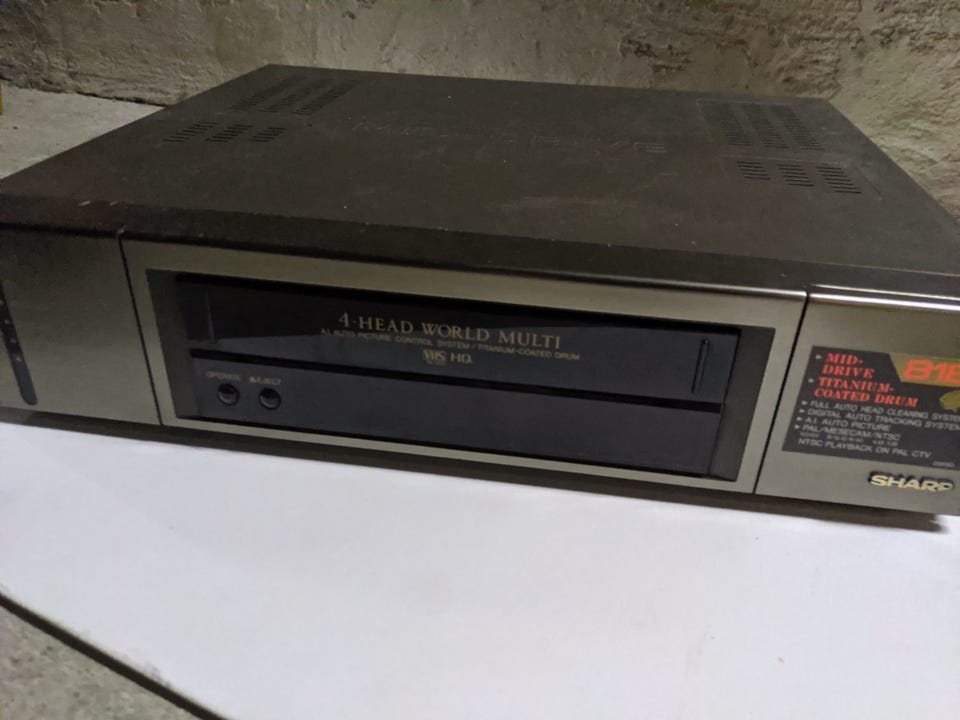 4-HEAD WORLD MULTI
A.I. AUTO PICTURE CONTROL SYSTEM / TITANIUM-COATED DRUM
VHS HQ
OPERATE ⏏EJECT
818
▸ MID-
DRIVE
▸ TITANIUM-
COATED DRUM
▸ FULL AUTO HEAD CLEANING SYSTEM
▸ DIGITAL AUTO TRACKING SYSTEM
▸ A.I. AUTO PICTURE
▸ PAL/MESECAM/NTSC
NTSC PLAYBACK ON PAL CTV
SHARP